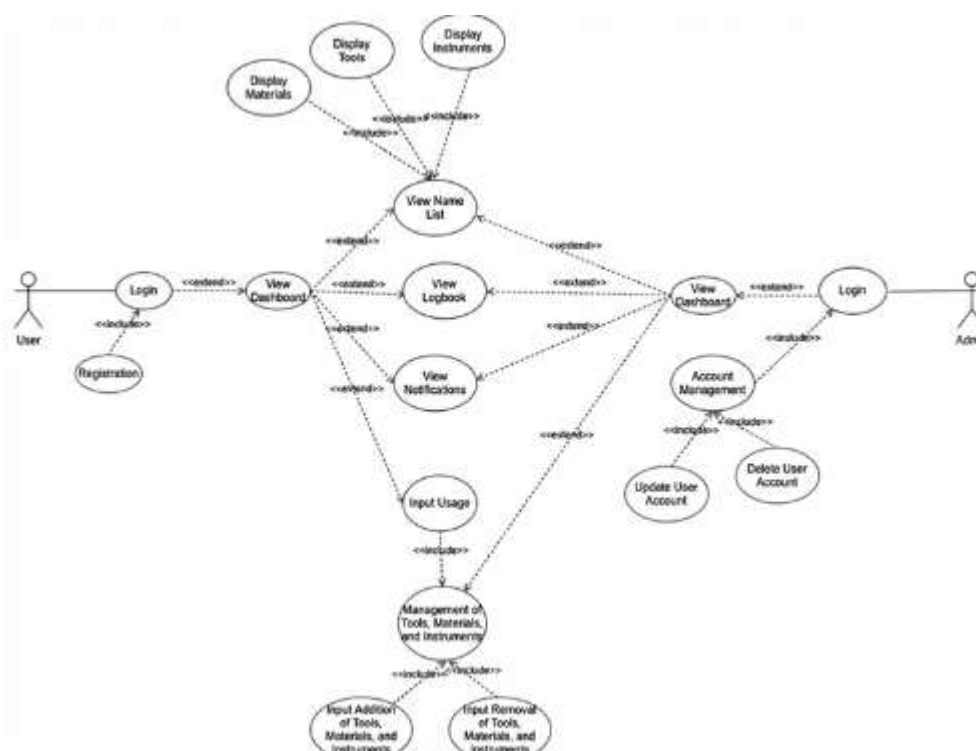 Display
Tools
Display
Instruments
Display
Materials
<<include>>
<<include>>
<<include>>
View Name
List
<<extend>>
<<extend>>
Login
<<extend>>
View
Dashboard
<<extend>>
View
Logbook
<<extend>>
View
Dashboard
<<extend>>
Login
User
<<include>>
Registration
<<extend>>
<<extend>>
<<include>>
Adm
View
Notifications
<<extend>>
Account
Management
<<extend>>
<<include>>
<<include>>
Input Usage
Update User
Account
Delete User
Account
<<include>>
Management of
Tools, Materials,
and Instruments
<<include>>
<<include>>
Input Addition
of Tools,
Materials, and
Instruments
Input Removal
of Tools,
Materials, and
Instruments